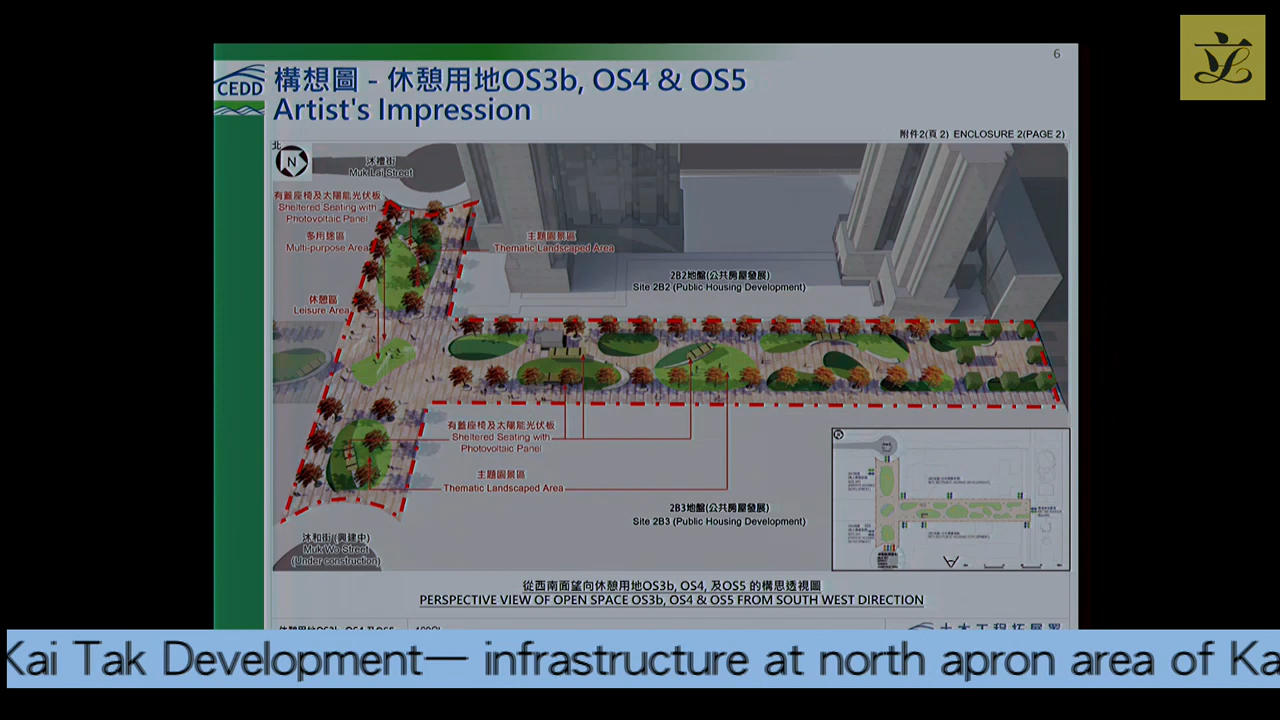 6
CEDD
構想圖 - 休憩用地OS3b, OS4 & OS5
Artist's Impression
附件2(頁 2) ENCLOSURE 2(PAGE 2)
北
N
沐禮街
Muk Lai Street
有蓋座椅及太陽能光伏板
Sheltered Seating with
Photovoltaic Panel
多用途區
Multi-purpose Area
主題園景區
Thematic Landscaped Area
2B2地盤(公共房屋發展)
Site 2B2 (Public Housing Development)
休憩區
Leisure Area
有蓋座椅及太陽能光伏板
Sheltered Seating with
Photovoltaic Panel
主題園景區
Thematic Landscaped Area
2B3地盤(公共房屋發展)
Site 2B3 (Public Housing Development)
沐和街 (興建中)
Muk Wo Street
(Under construction)
從西南面望向休憩用地OS3b, OS4, 及OS5 的構思透視圖
PERSPECTIVE VIEW OF OPEN SPACE OS3b, OS4 & OS5 FROM SOUTH WEST DIRECTION
土木工程拓展署
Kai Tak Development— infrastructure at north apron area of Ka